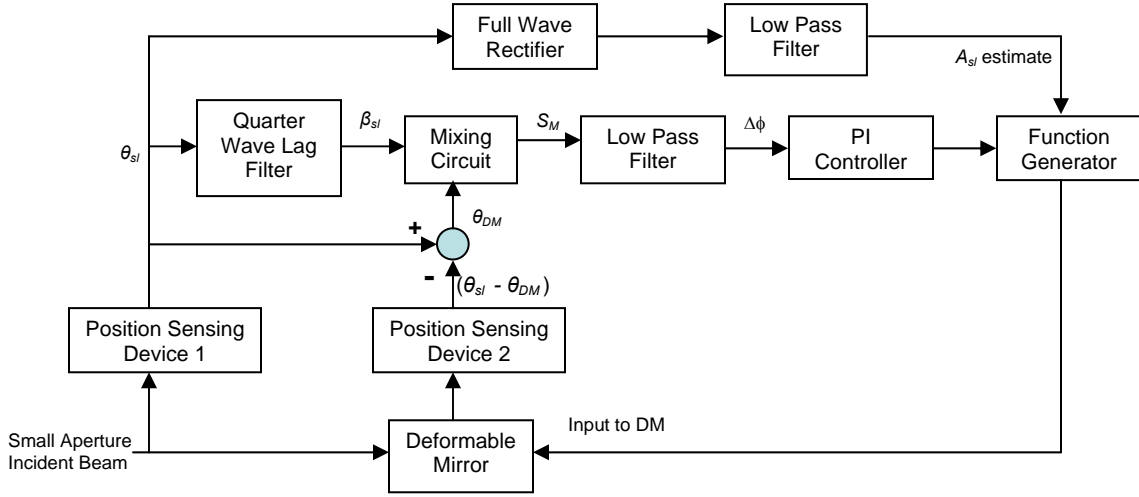 Full Wave
Rectifier
Low Pass
Filter
A_sl estimate
θ_sl
Quarter
Wave Lag
Filter
β_sl
Mixing
Circuit
S_M
Low Pass
Filter
Δϕ
PI
Controller
Function
Generator
θ_DM
+
-
(θ_sl - θ_DM)
Position Sensing
Device 1
Position Sensing
Device 2
Small Aperture
Incident Beam
Deformable
Mirror
Input to DM